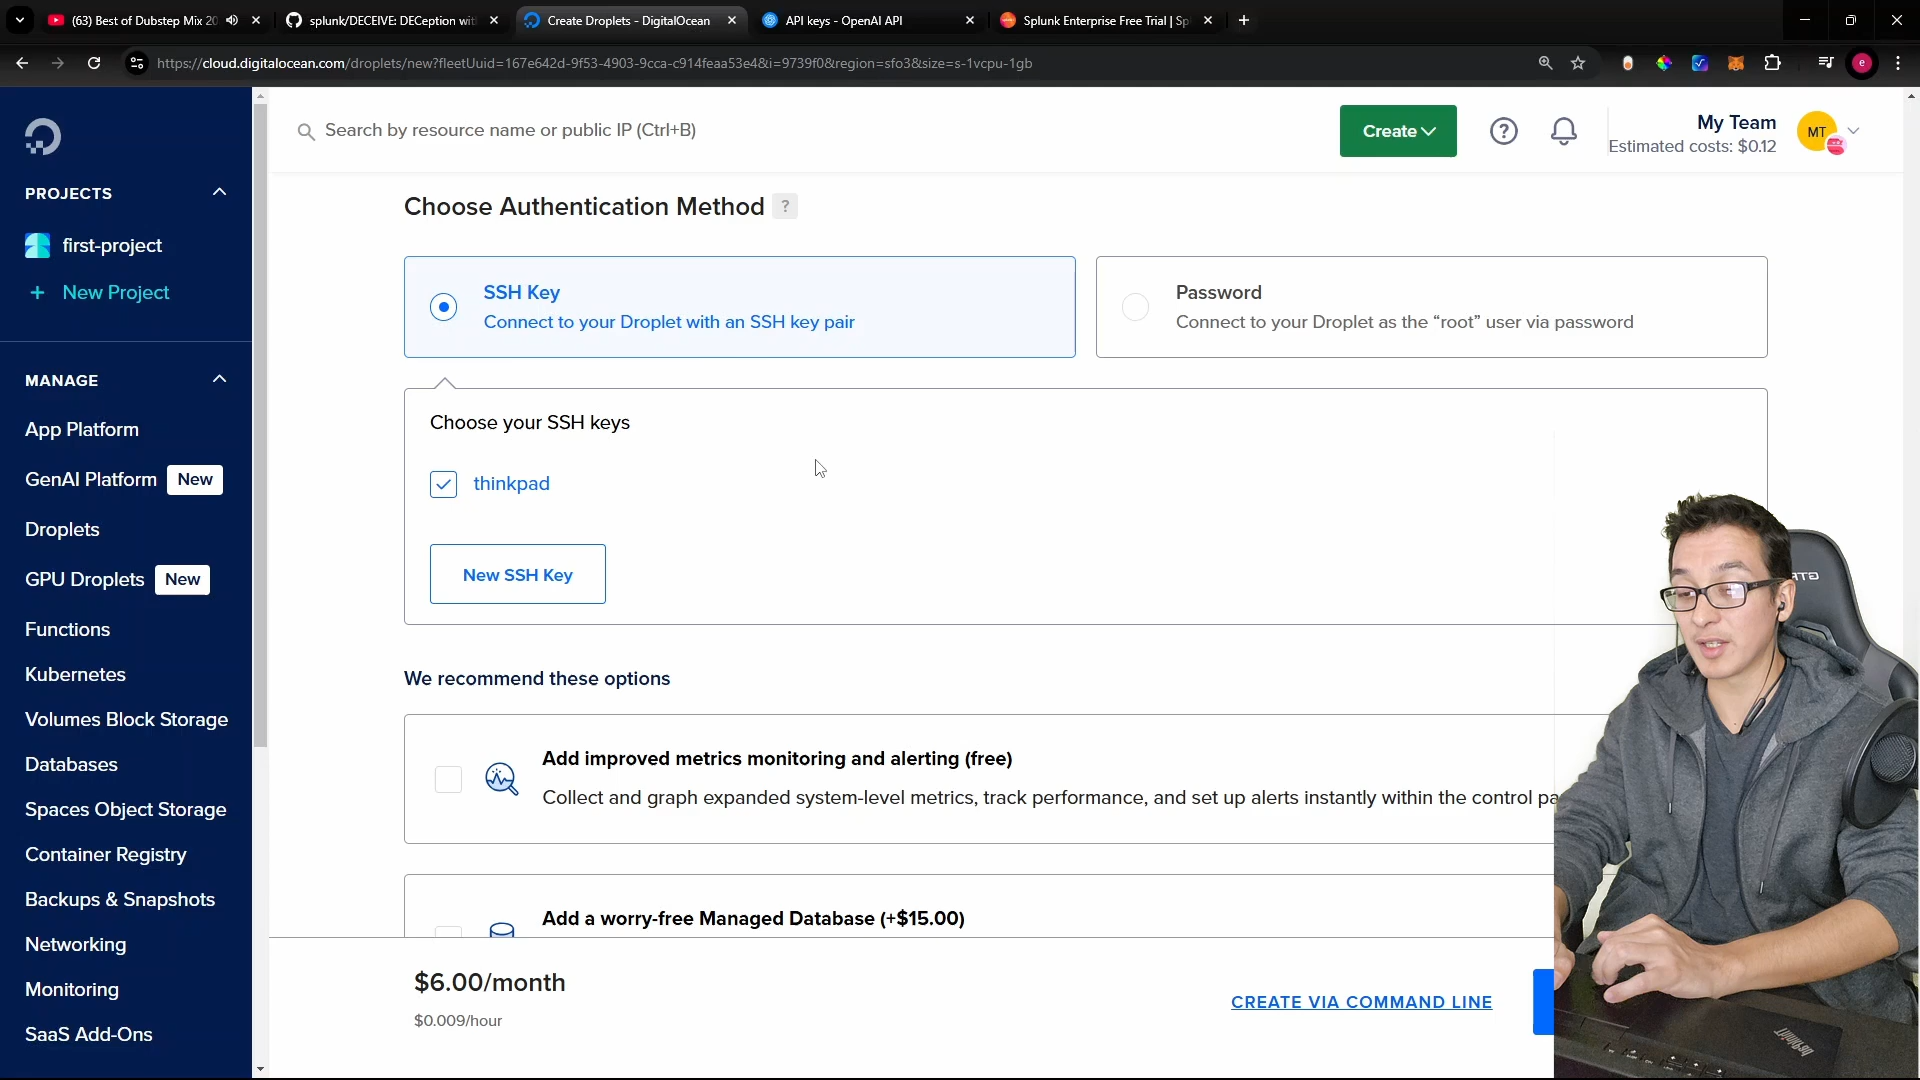 (63) Best of Dubstep Mix 20
splunk/DECEIVE: DECeption wit
Create Droplets - DigitalOcean
API keys - OpenAI API
Splunk Enterprise Free Trial | Sp
https://cloud.digitalocean.com/droplets/new?fleetUuid=167e642d-9f53-4903-9cca-c914feaa53e4&i=9739f0&region=sfo3&size=s-1vcpu-1gb
e
Search by resource name or public IP (Ctrl+B)
Create
?
My Team
Estimated costs: $0.12
MT
PROJECTS
first-project
+ New Project
MANAGE
App Platform
GenAI Platform New
Droplets
GPU Droplets New
Functions
Kubernetes
Volumes Block Storage
Databases
Spaces Object Storage
Container Registry
Backups & Snapshots
Networking
Monitoring
SaaS Add-Ons
Choose Authentication Method ?
SSH Key
Connect to your Droplet with an SSH key pair
Password
Connect to your Droplet as the “root” user via password
Choose your SSH keys
thinkpad
New SSH Key
We recommend these options
Add improved metrics monitoring and alerting (free)
Collect and graph expanded system-level metrics, track performance, and set up alerts instantly within the control pa
Add a worry-free Managed Database (+$15.00)
$6.00/month
$0.009/hour
CREATE VIA COMMAND LINE